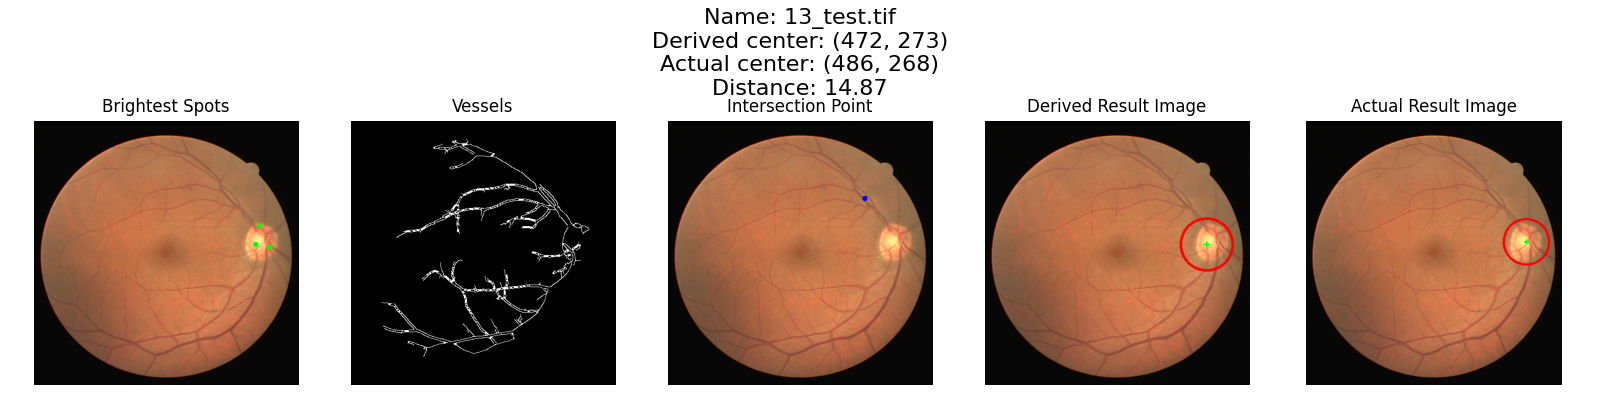 Name: 13_test.tif
Derived center: (472, 273)
Actual center: (486, 268)
Distance: 14.87
Brightest Spots
Vessels
Intersection Point
Derived Result Image
Actual Result Image